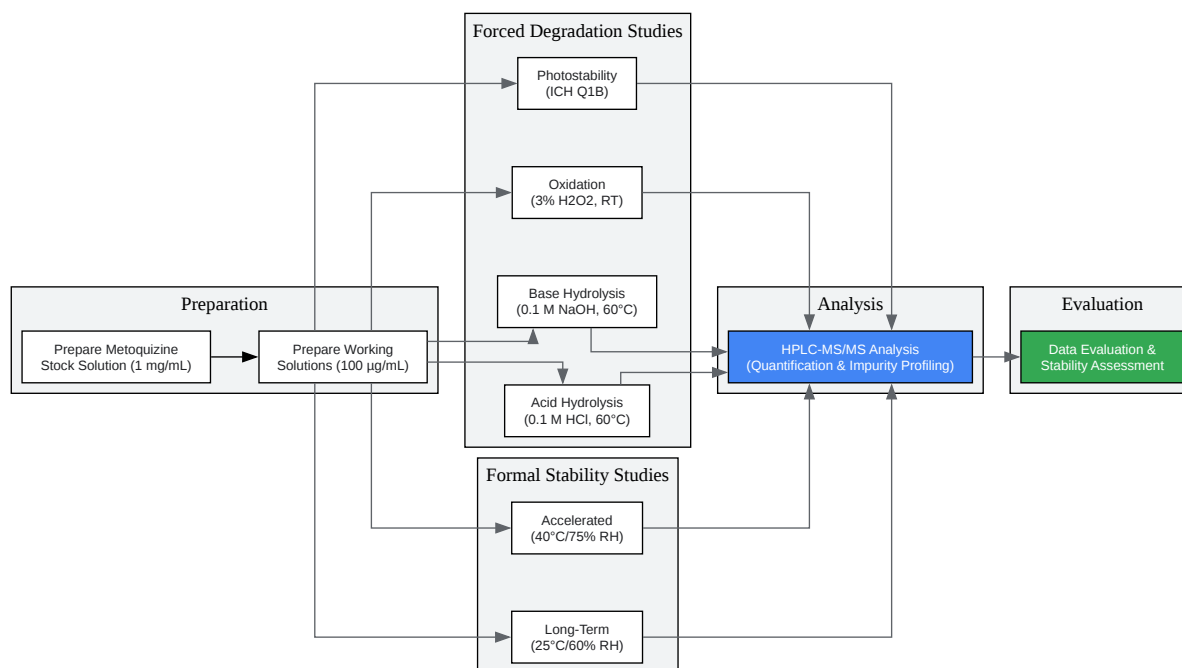 Forced Degradation Studies
Photostability
(ICH Q1B)
Oxidation
(3% H2O2, RT)
Base Hydrolysis
(0.1 M NaOH, 60°C)
Acid Hydrolysis
(0.1 M HCl, 60°C)
Preparation
Prepare Metoquizine
Stock Solution (1 mg/mL)
Prepare Working
Solutions (100 µg/mL)
Analysis
HPLC-MS/MS Analysis
(Quantification & Impurity Profiling)
Evaluation
Data Evaluation &
Stability Assessment
Formal Stability Studies
Accelerated
(40°C/75% RH)
Long-Term
(25°C/60% RH)